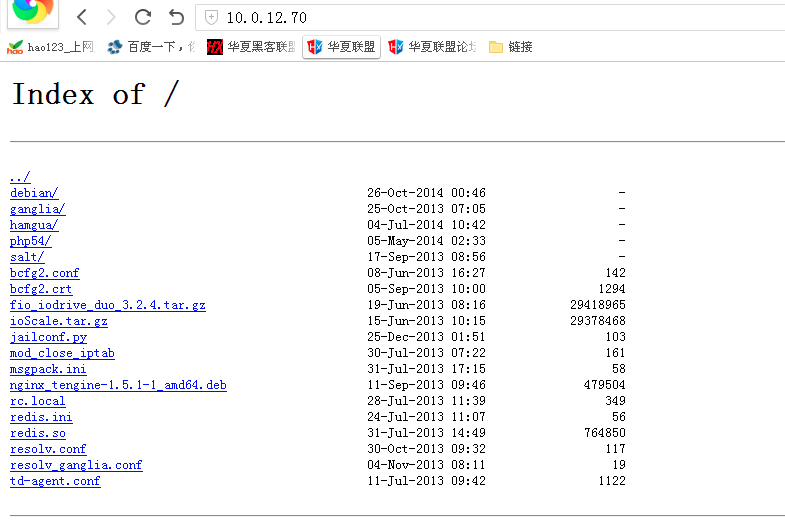 10.0.12.70
hao123_上网 百度一下，你 华夏黑客联盟 华夏联盟 华夏联盟论坛 链接
Index of /
../
debian/ 26-Oct-2014 00:46 -
ganglia/ 25-Oct-2013 07:05 -
hamgua/ 04-Jul-2014 10:42 -
php54/ 05-May-2014 02:33 -
salt/ 17-Sep-2013 08:56 -
bcfg2.conf 08-Jun-2013 16:27 142
bcfg2.crt 05-Sep-2013 10:00 1294
fio_iodrive_duo_3.2.4.tar.gz 19-Jun-2013 08:16 29418965
ioScale.tar.gz 15-Jun-2013 10:15 29378468
jailconf.py 25-Dec-2013 01:51 103
mod_close_iptab 30-Jul-2013 07:22 161
msgpack.ini 31-Jul-2013 17:15 58
nginx_tengine-1.5.1-1_amd64.deb 11-Sep-2013 09:46 479504
rc.local 28-Jul-2013 11:39 349
redis.ini 24-Jul-2013 11:07 56
redis.so 31-Jul-2013 14:49 764850
resolv.conf 30-Oct-2013 09:32 117
resolv_ganglia.conf 04-Nov-2013 08:11 19
td-agent.conf 11-Jul-2013 09:42 1122